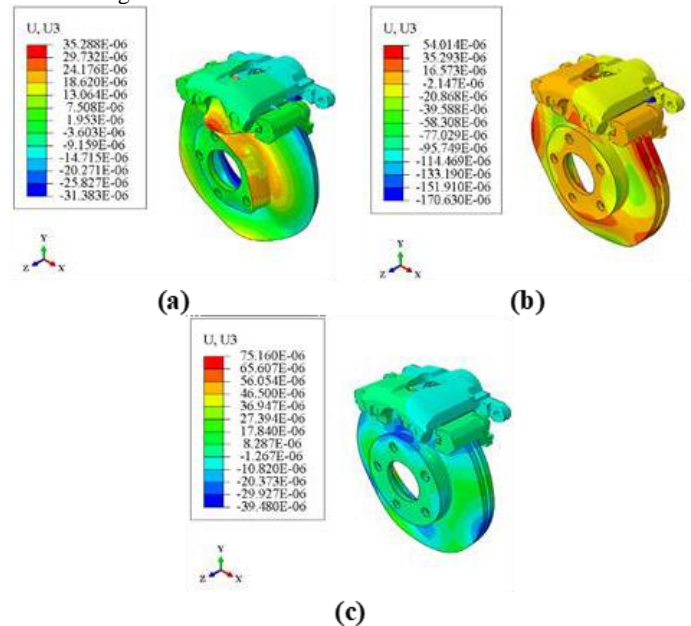 U, U3
35.288E-06
29.732E-06
24.176E-06
18.620E-06
13.064E-06
7.508E-06
1.953E-06
-3.603E-06
-9.159E-06
-14.715E-06
-20.271E-06
-25.827E-06
-31.383E-06
Y
Z X
(a)
U, U3
54.014E-06
35.293E-06
16.573E-06
-2.147E-06
-20.868E-06
-39.588E-06
-58.308E-06
-77.029E-06
-95.749E-06
-114.469E-06
-133.190E-06
-151.910E-06
-170.630E-06
Y
Z X
(b)
U, U3
75.160E-06
65.607E-06
56.054E-06
46.500E-06
36.947E-06
27.394E-06
17.840E-06
8.287E-06
-1.267E-06
-10.820E-06
-20.373E-06
-29.927E-06
-39.480E-06
Y
Z X
(c)